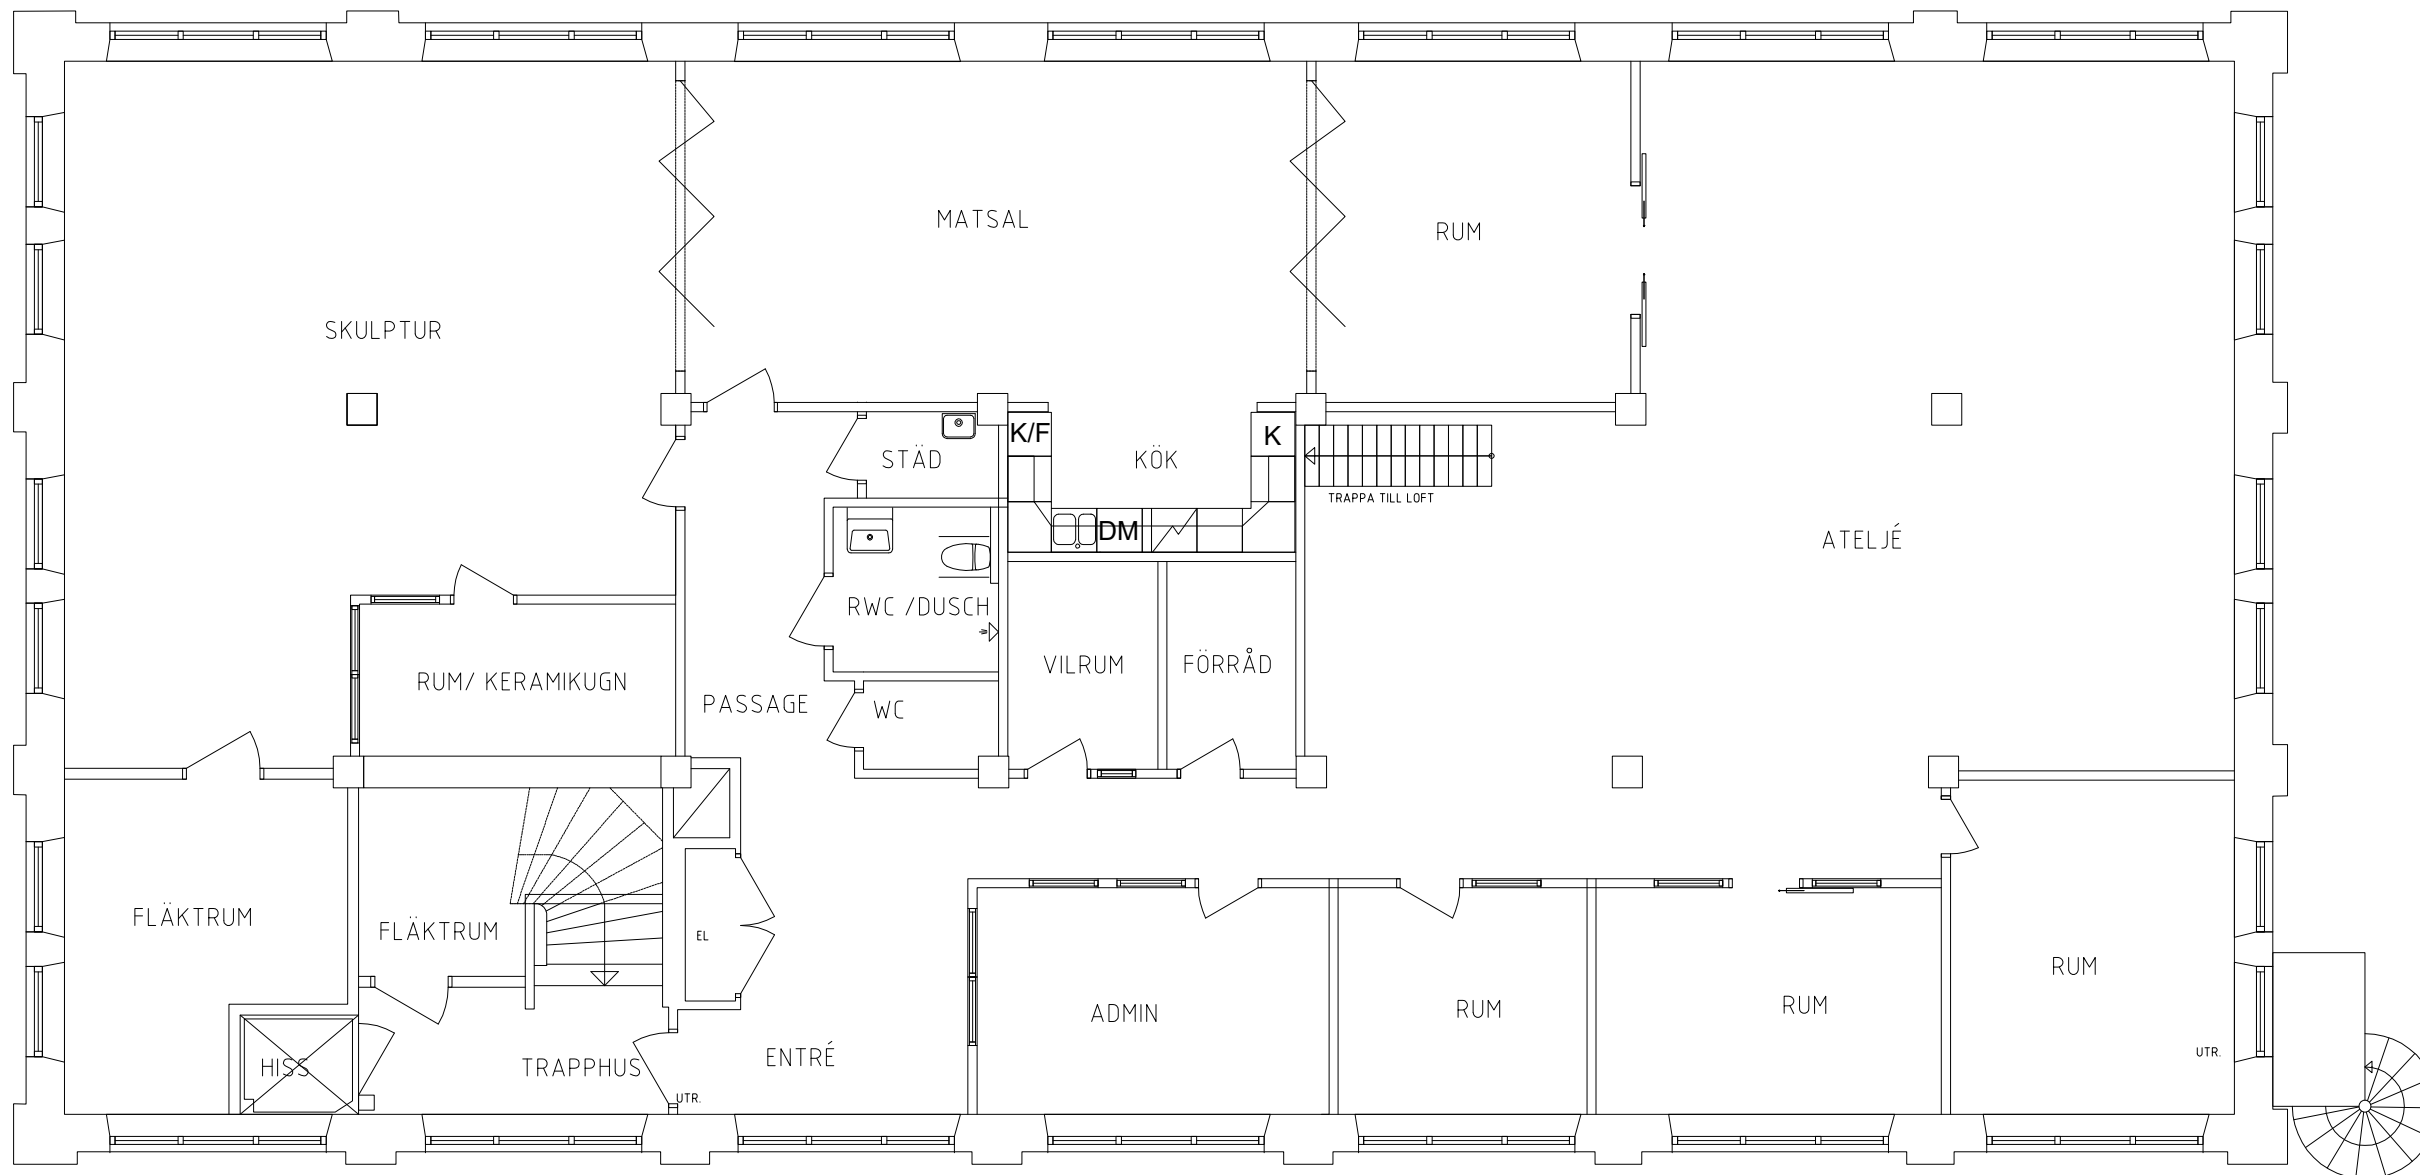 MATSAL
RUM
SKULPTUR
K/F
K
STÄD
KÖK
TRAPPA TILL LOFT
DM
ATELJÉ
RWC /DUSCH
VILRUM
FÖRRÅD
RUM/ KERAMIKUGN
PASSAGE
WC
FLÄKTRUM
FLÄKTRUM
EL
RUM
ADMIN
RUM
RUM
HISS
TRAPPHUS
ENTRÉ
UTR.
UTR.